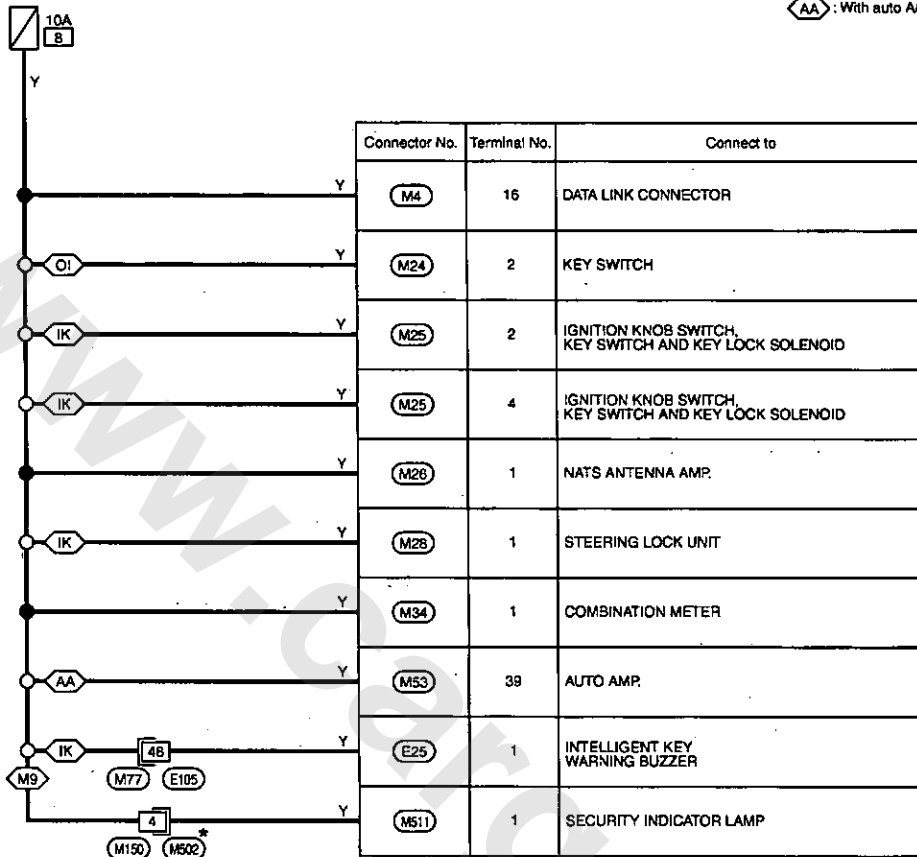 10A
8
AA : With auto A
Y
Connector No. Terminal No. Connect to
Y M4 16 DATA LINK CONNECTOR
OI Y M24 2 KEY SWITCH
IK Y M25 2 IGNITION KNOB SWITCH,
KEY SWITCH AND KEY LOCK SOLENOID
IK Y M25 4 IGNITION KNOB SWITCH,
KEY SWITCH AND KEY LOCK SOLENOID
Y M26 1 NATS ANTENNA AMP.
IK Y M28 1 STEERING LOCK UNIT
Y M34 1 COMBINATION METER
AA Y M53 39 AUTO AMP.
IK 46 Y E25 1 INTELLIGENT KEY
WARNING BUZZER
M9 M77 E105
4 Y M511 1 SECURITY INDICATOR LAMP
M150 M502 *
www.car